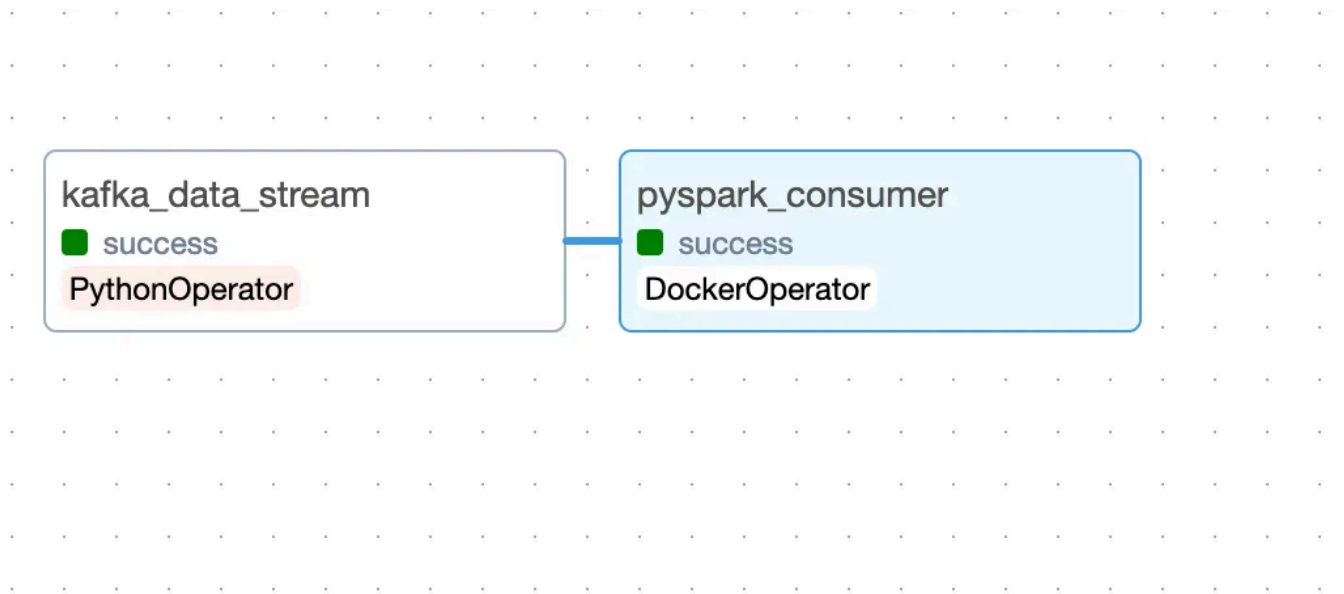 kafka_data_stream
success
PythonOperator
pyspark_consumer
success
DockerOperator